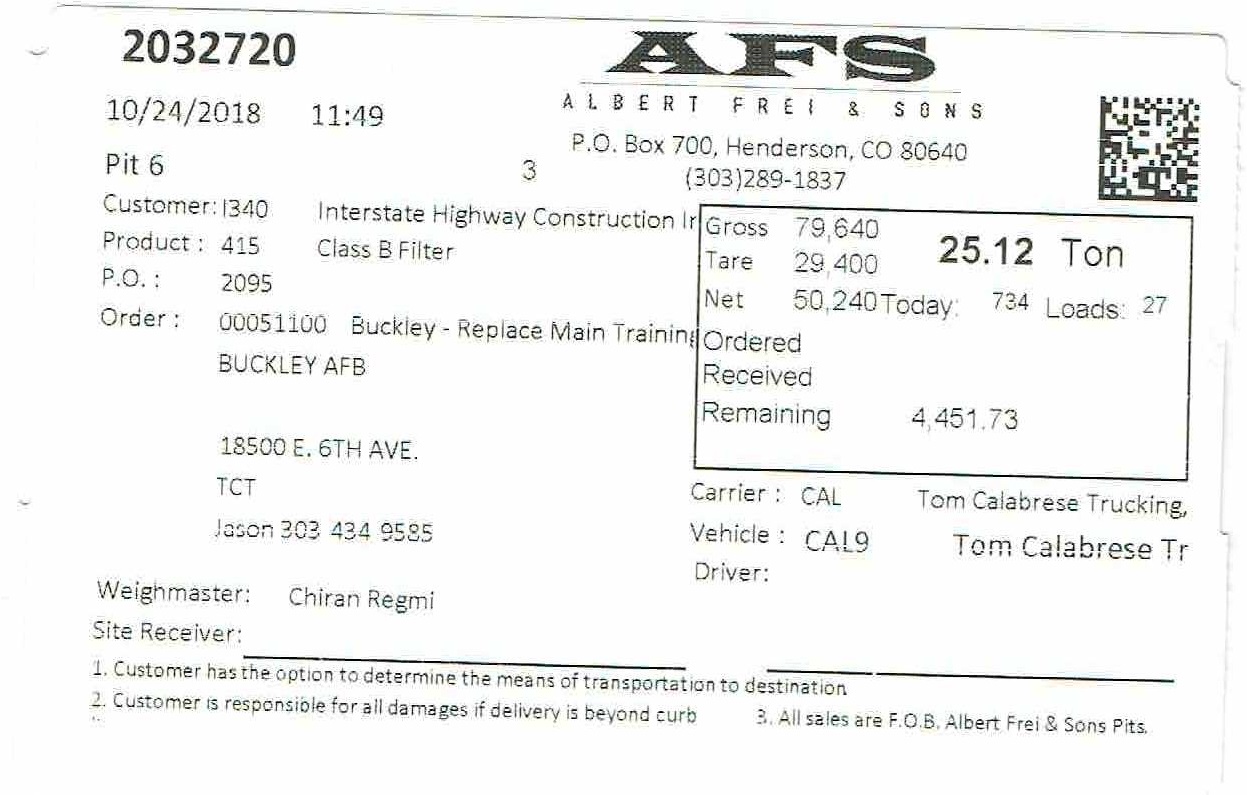 2032720
AFS
ALBERT FREI & SONS
10/24/2018 11:49
P.O. Box 700, Henderson, CO 80640
Pit 6 3
(303)289-1837
Customer: I340 Interstate Highway Construction Ir
Product : 415 Class B Filter
P.O. : 2095
Order : 00051100 Buckley - Replace Main Training
BUCKLEY AFB
18500 E. 6TH AVE.
TCT
Jason 303 434 9585
Gross 79,640
Tare 29,400
25.12 Ton
Net 50,240 Today: 734 Loads: 27
Ordered
Received
Remaining 4,451.73
Carrier : CAL Tom Calabrese Trucking,
Vehicle : CAL9 Tom Calabrese Tr
Driver:
Weighmaster: Chiran Regmi
Site Receiver:
1. Customer has the option to determine the means of transportation to destination
2. Customer is responsible for all damages if delivery is beyond curb
3. All sales are F.O.B. Albert Frei & Sons Pits.